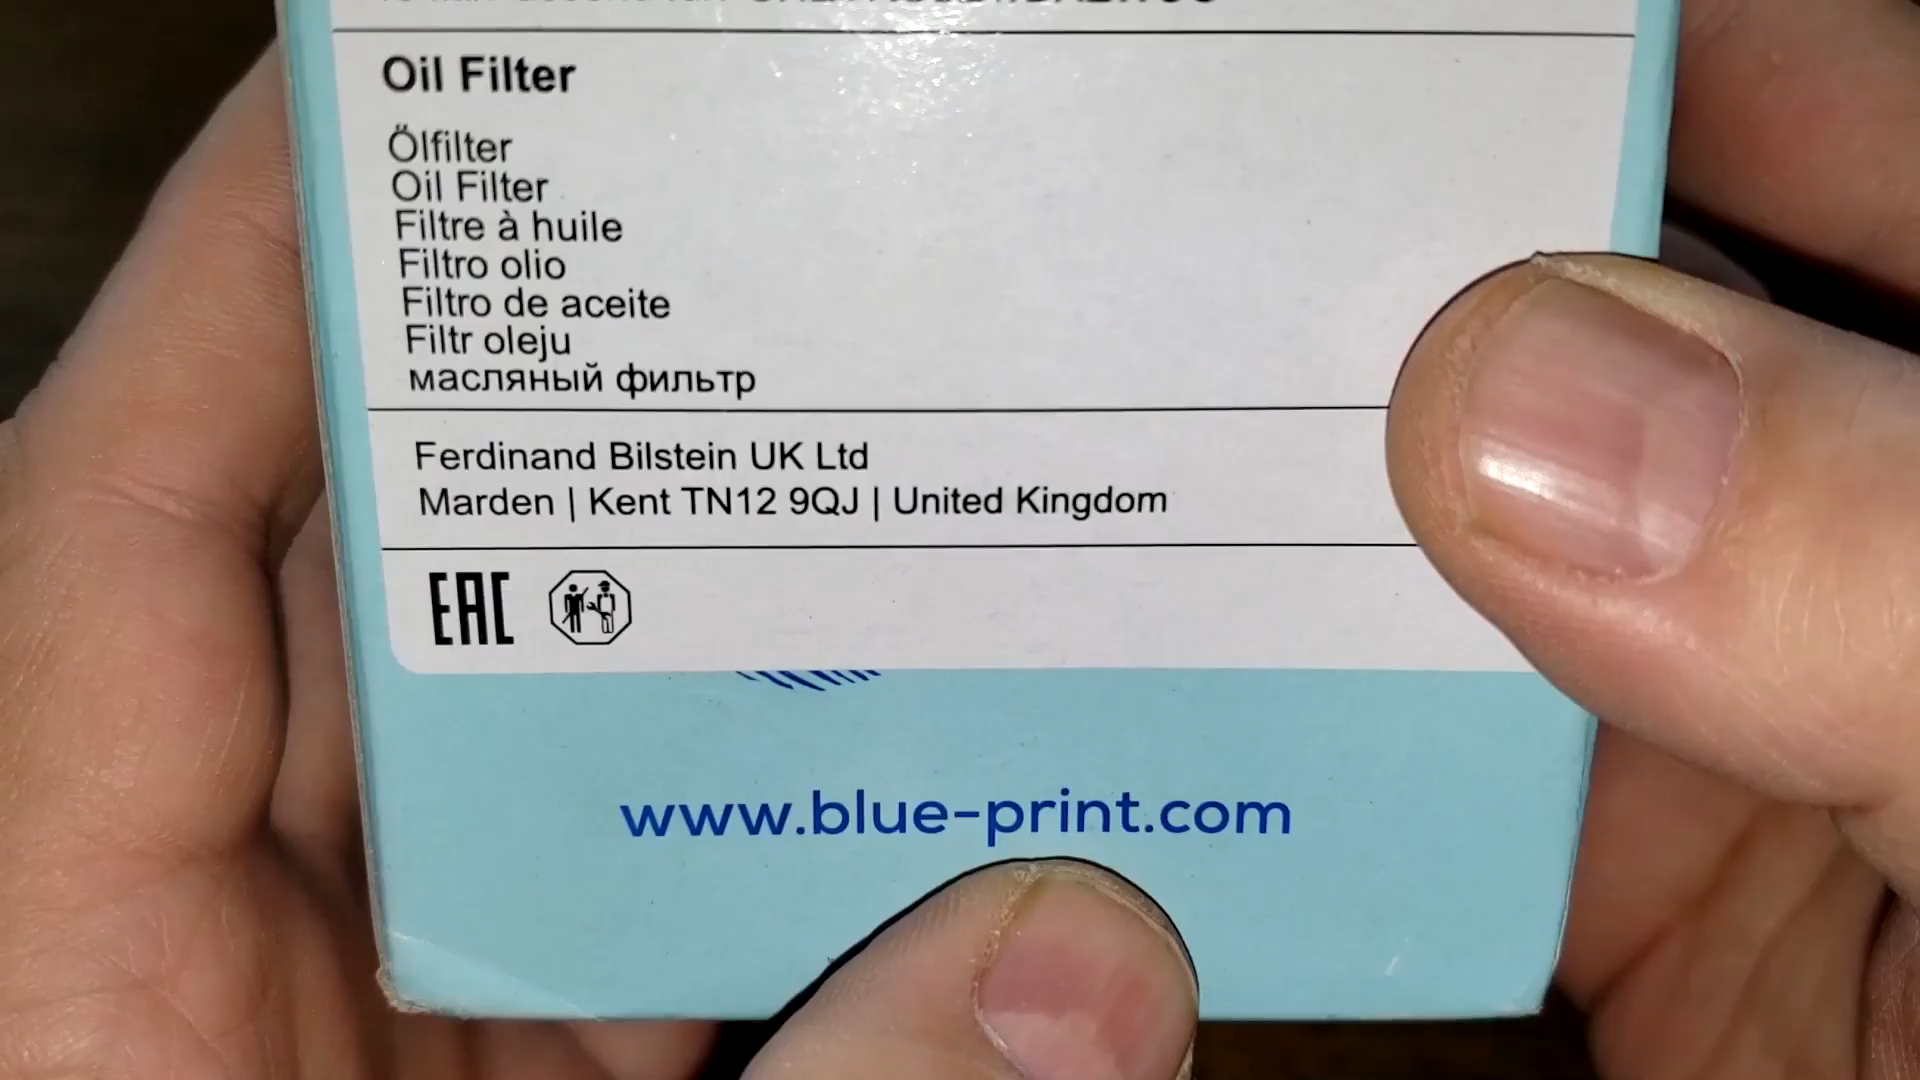 Oil Filter
Ölfilter
Oil Filter
Filtre à huile
Filtro olio
Filtro de aceite
Filtr oleju
масляный фильтр
Ferdinand Bilstein UK Ltd
Marden | Kent TN12 9QJ | United Kingdom
EAC
www.blue-print.com